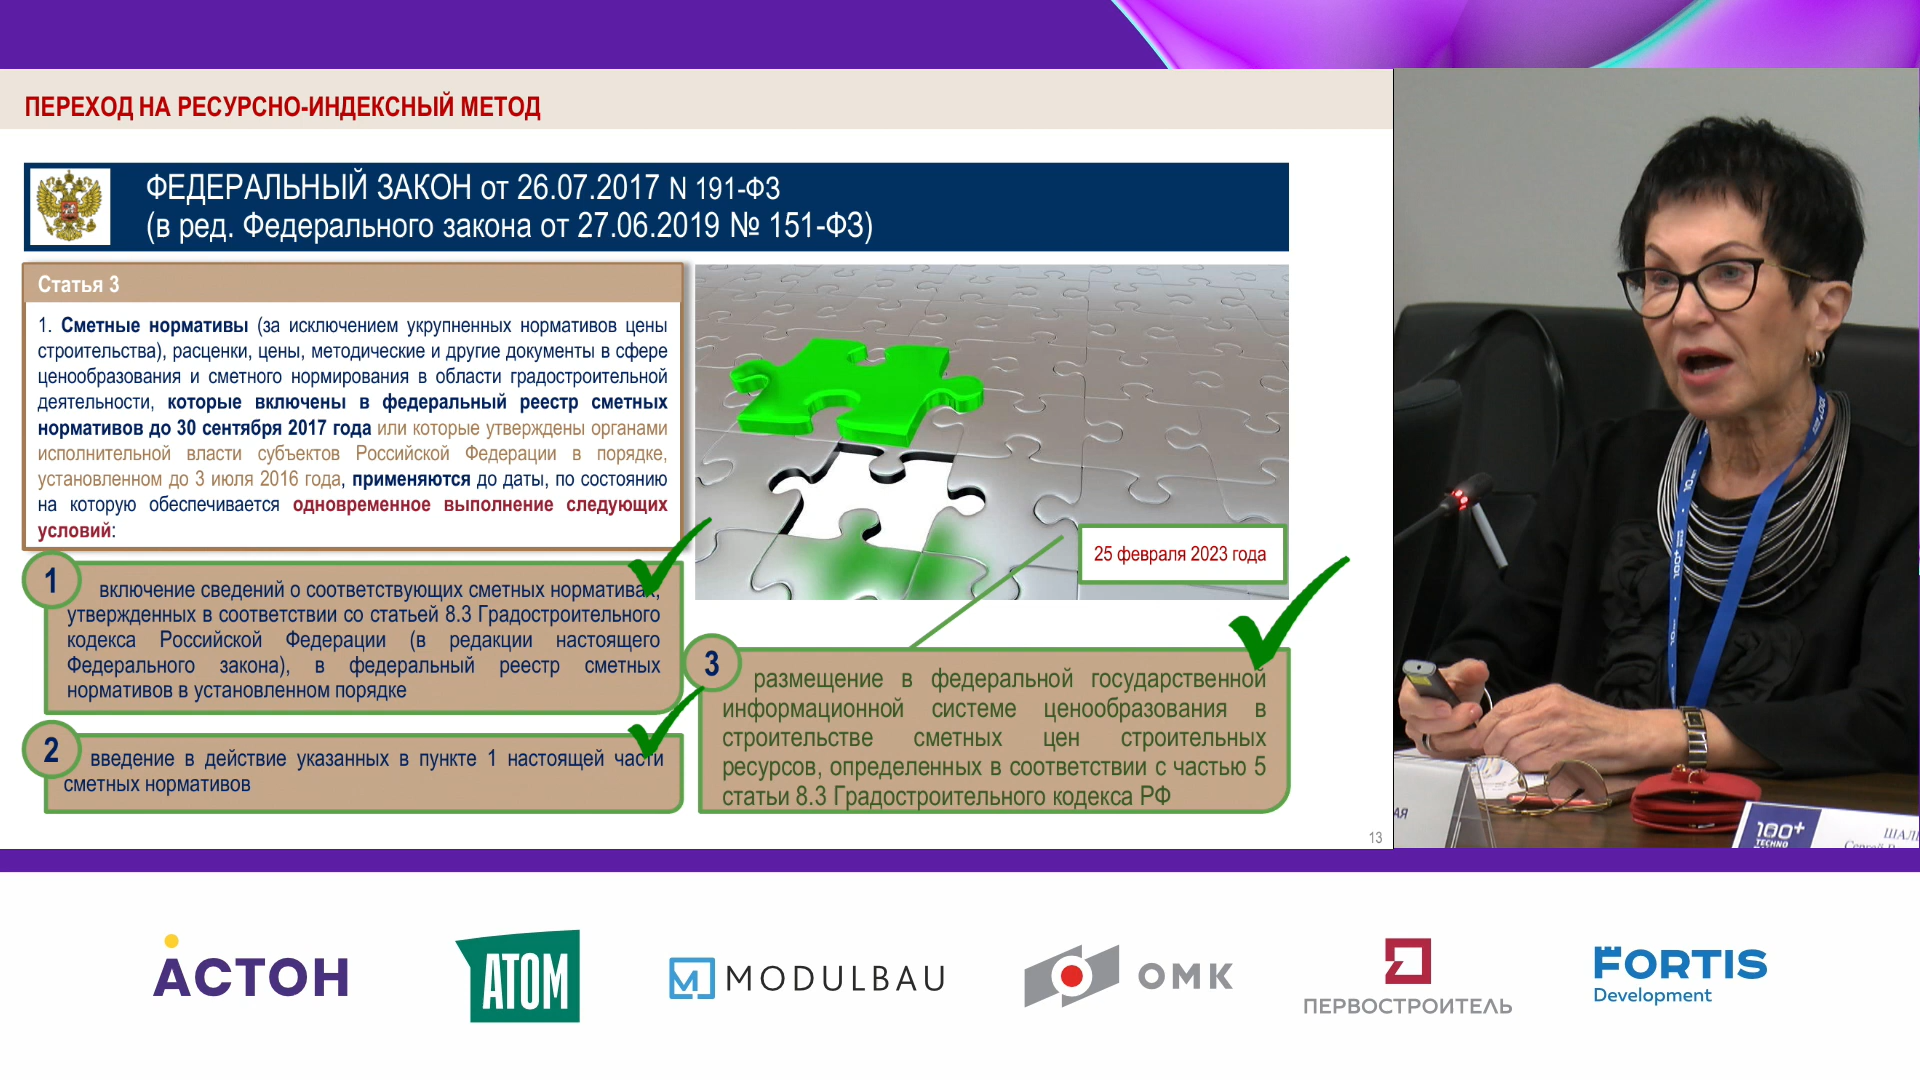 ПЕРЕХОД НА РЕСУРСНО-ИНДЕКСНЫЙ МЕТОД
ФЕДЕРАЛЬНЫЙ ЗАКОН от 26.07.2017 N 191-ФЗ
(в ред. Федерального закона от 27.06.2019 № 151-ФЗ)
Статья 3
1. Сметные нормативы (за исключением укрупненных нормативов цены
строительства), расценки, цены, методические и другие документы в сфере
ценообразования и сметного нормирования в области градостроительной
деятельности, которые включены в федеральный реестр сметных
нормативов до 30 сентября 2017 года или которые утверждены органами
исполнительной власти субъектов Российской Федерации в порядке,
установленном до 3 июля 2016 года, применяются до даты, по состоянию
на которую обеспечивается одновременное выполнение следующих
условий:
1
включение сведений о соответствующих сметных нормативах,
утвержденных в соответствии со статьей 8.3 Градостроительного
кодекса Российской Федерации (в редакции настоящего
Федерального закона), в федеральный реестр сметных
нормативов в установленном порядке
2
введение в действие указанных в пункте 1 настоящей части
сметных нормативов
25 февраля 2023 года
3
размещение в федеральной государственной
информационной системе ценообразования в
строительстве сметных цен строительных
ресурсов, определенных в соответствии с частью 5
статьи 8.3 Градостроительного кодекса РФ
13
АЯ
100+
TECHNO
АСТОН
АТОМ
MODULBAU
ОМК
ПЕРВОСТРОИТЕЛЬ
FORTIS
Development